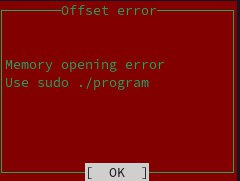 Offset error
Memory opening error
Use sudo ./program
[ OK ]